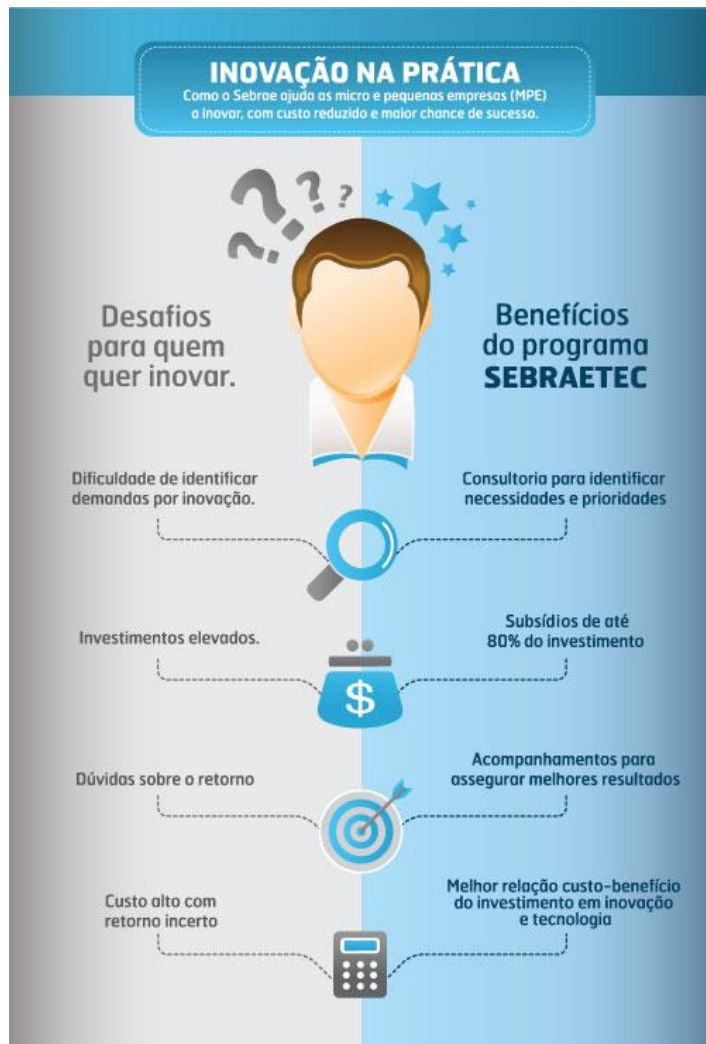 INOVAÇÃO NA PRÁTICA
Como o Sebrae ajuda as micro e pequenas empresas (MPE)
a inovar, com custo reduzido e maior chance de sucesso.
? ? ? ?
Desafios
para quem
quer inovar.
Benefícios
do programa
SEBRAETEC
Dificuldade de identificar
demandas por inovação.
Consultoria para identificar
necessidades e prioridades
Investimentos elevados.
Subsídios de até
80% do investimento
$
Dúvidas sobre o retorno
Acompanhamentos para
assegurar melhores resultados
Custo alto com
retorno incerto
Melhor relação custo-benefício
do investimento em inovação
e tecnologia